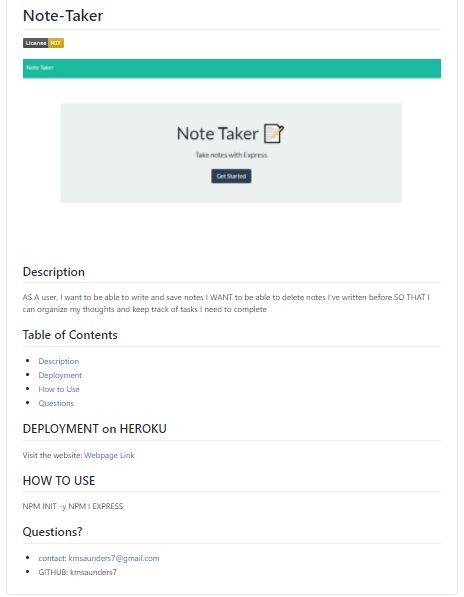 Note-Taker
License MIT
Note Taker
Note Taker
Take notes with Express
Get Started
Description
AS A user, I want to be able to write and save notes I WANT to be able to delete notes I've written before SO THAT I
can organize my thoughts and keep track of tasks I need to complete
Table of Contents
Description
Deployment
How to Use
Questions
DEPLOYMENT on HEROKU
Visit the website: Webpage Link
HOW TO USE
NPM INIT -y NPM I EXPRESS
Questions?
contact: kmsaunders7@gmail.com
GITHUB: kmsaunders7